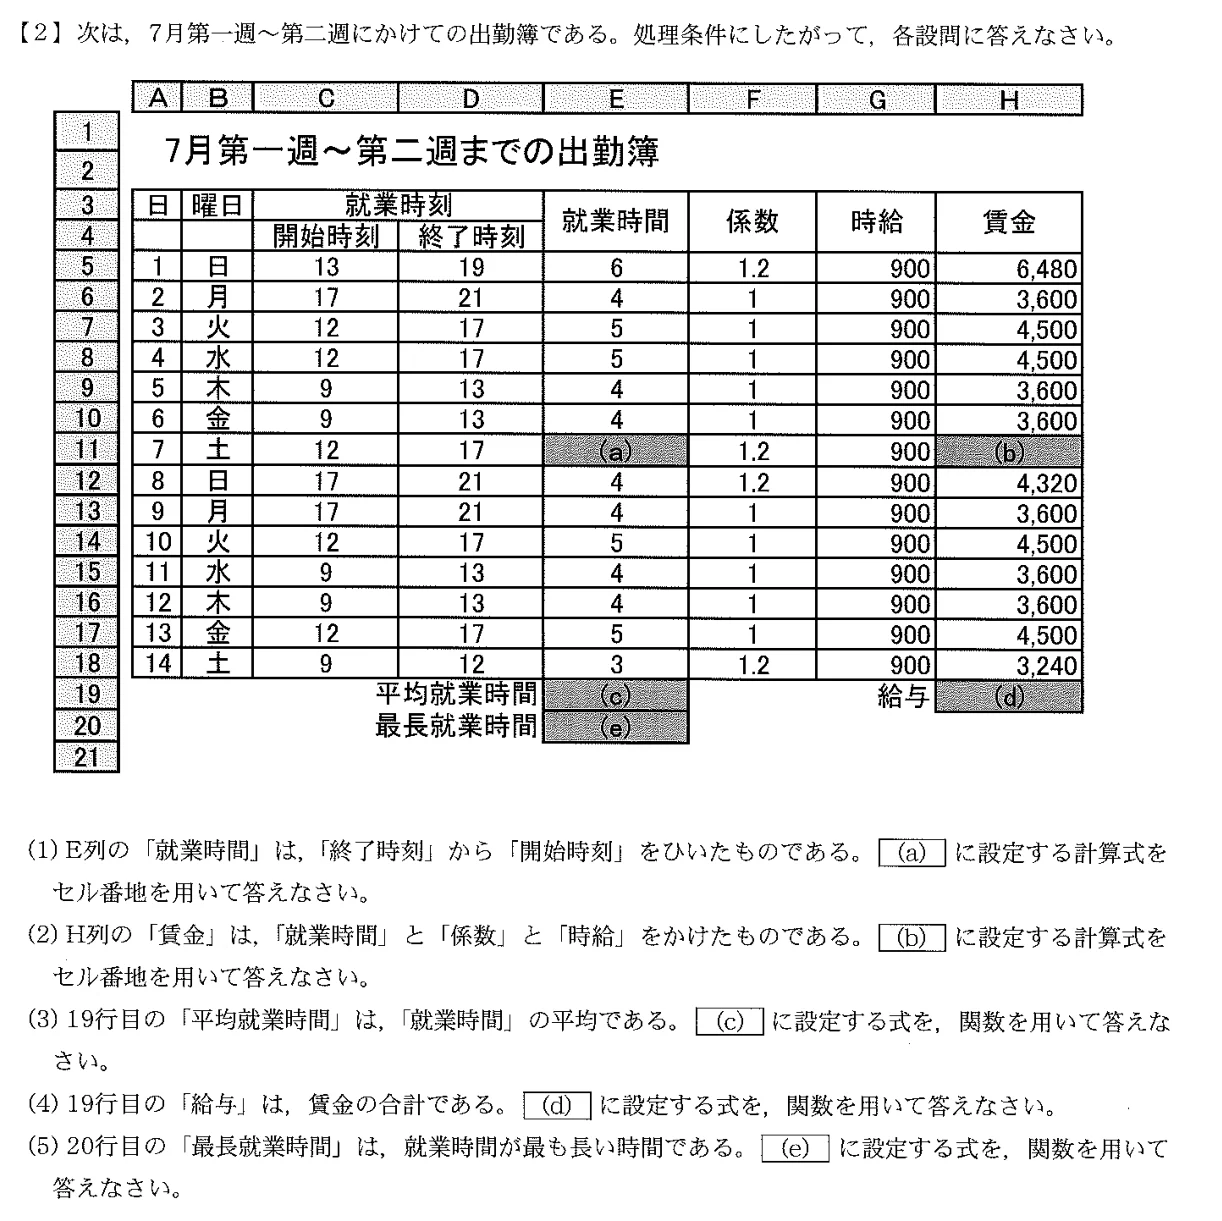 【2】次は，7月第一週～第二週にかけての出勤簿である。処理条件にしたがって，各設問に答えなさい。
A B C D E F G H
1 7月第一週～第二週までの出勤簿
2
3 日 曜日 就業時刻 就業時間 係数 時給 賃金
4 開始時刻 終了時刻
5 1 日 13 19 6 1.2 900 6,480
6 2 月 17 21 4 1 900 3,600
7 3 火 12 17 5 1 900 4,500
8 4 水 12 17 5 1 900 4,500
9 5 木 9 13 4 1 900 3,600
10 6 金 9 13 4 1 900 3,600
11 7 土 12 17 (a) 1.2 900 (b)
12 8 日 17 21 4 1.2 900 4,320
13 9 月 17 21 4 1 900 3,600
14 10 火 12 17 5 1 900 4,500
15 11 水 9 13 4 1 900 3,600
16 12 木 9 13 4 1 900 3,600
17 13 金 12 17 5 1 900 4,500
18 14 土 9 12 3 1.2 900 3,240
19 平均就業時間 (c) 給与 (d)
20 最長就業時間 (e)
21
(1) E列の「就業時間」は，「終了時刻」から「開始時刻」をひいたものである。 (a) に設定する計算式を
セル番地を用いて答えなさい。
(2) H列の「賃金」は，「就業時間」と「係数」と「時給」をかけたものである。 (b) に設定する計算式を
セル番地を用いて答えなさい。
(3) 19行目の「平均就業時間」は，「就業時間」の平均である。 (c) に設定する式を，関数を用いて答えな
さい。
(4) 19行目の「給与」は，賃金の合計である。 (d) に設定する式を，関数を用いて答えなさい。
(5) 20行目の「最長就業時間」は，就業時間が最も長い時間である。 (e) に設定する式を，関数を用いて
答えなさい。